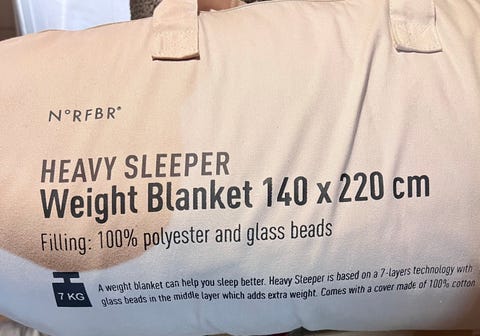 N°RFBR®
HEAVY SLEEPER
Weight Blanket 140 x 220 cm
Filling: 100% polyester and glass beads
7 KG
A weight blanket can help you sleep better. Heavy Sleeper is based on a 7-layers technology with
glass beads in the middle layer which adds extra weight. Comes with a cover made of 100% cotton